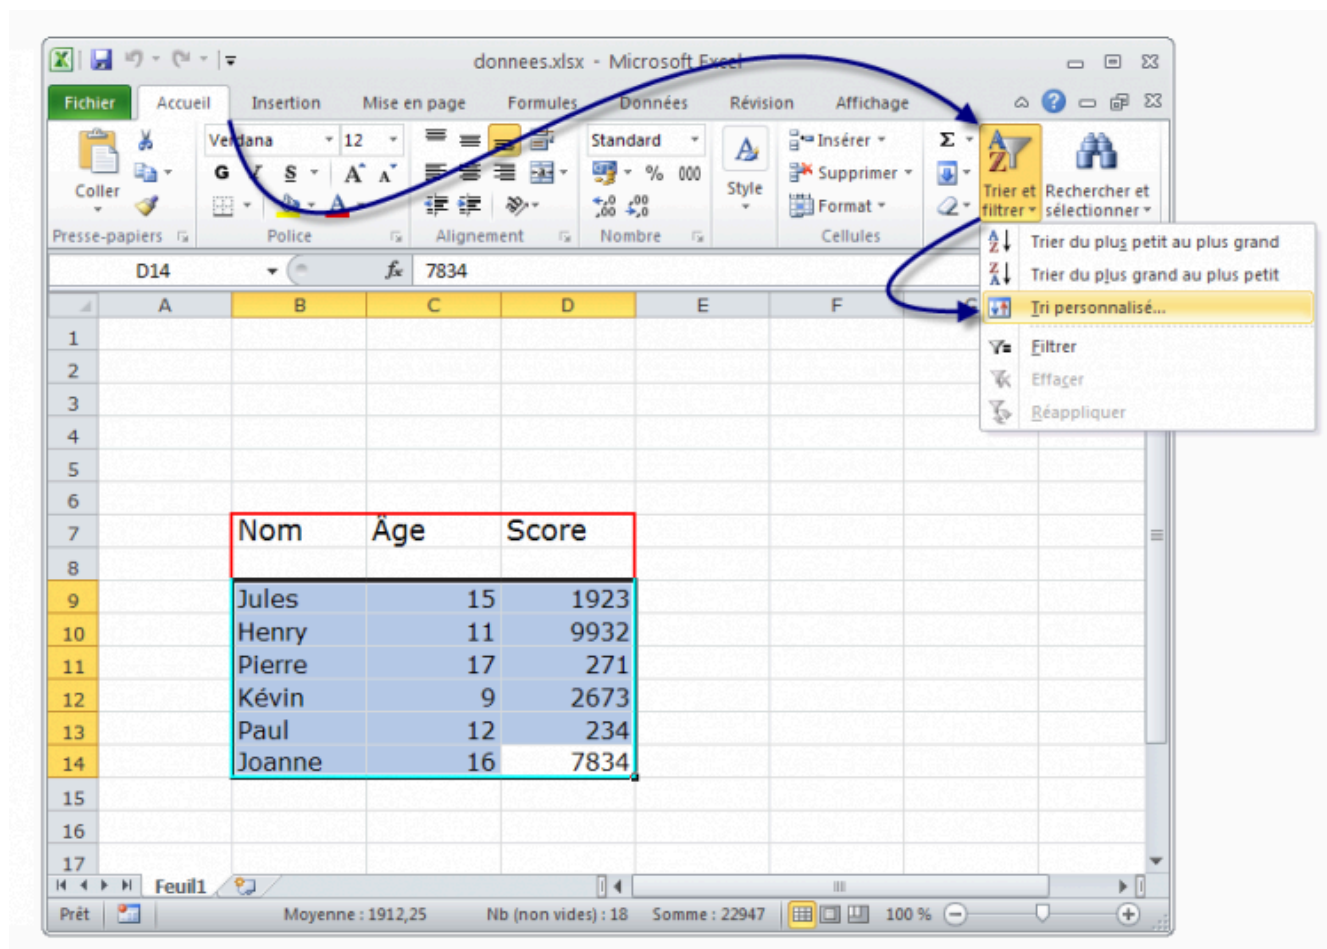 donnees.xlsx - Microsoft Excel
Fichier Accueil Insertion Mise en page Formules Données Révision Affichage
Coller
Presse-papiers
Verdana 12
G I S A A
A
Police
Alignement
Standard
% 000
,00 ,00
Nombre
A
Style
Insérer
Supprimer
Format
Cellules
Σ
Trier et filtrer
Rechercher et sélectionner
Trier du plus petit au plus grand
Trier du plus grand au plus petit
Tri personnalisé...
Filtrer
Effacer
Réappliquer
D14 fx 7834
A B C D E F G
1
2
3
4
5
6
7 Nom Âge Score
8
9 Jules 15 1923
10 Henry 11 9932
11 Pierre 17 271
12 Kévin 9 2673
13 Paul 12 234
14 Joanne 16 7834
15
16
17
Feuil1
Prêt Moyenne : 1912,25 Nb (non vides) : 18 Somme : 22947 100 %